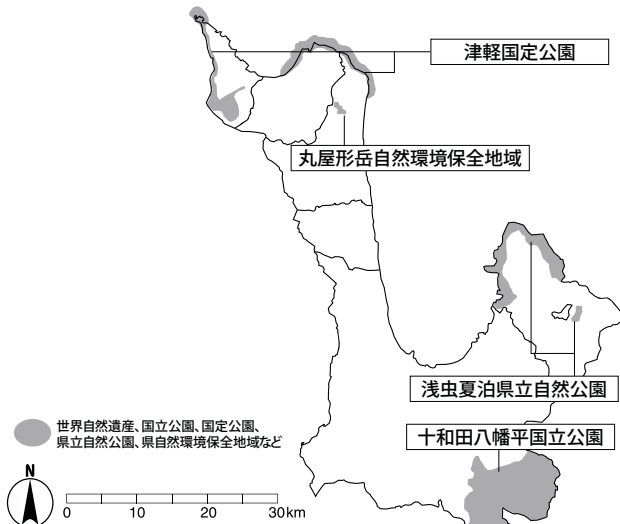 津軽国定公園
丸屋形岳自然環境保全地域
浅虫夏泊県立自然公園
十和田八幡平国立公園
世界自然遺産、国立公園、国定公園、
県立自然公園、県自然環境保全地域など
N
0 10 20 30km